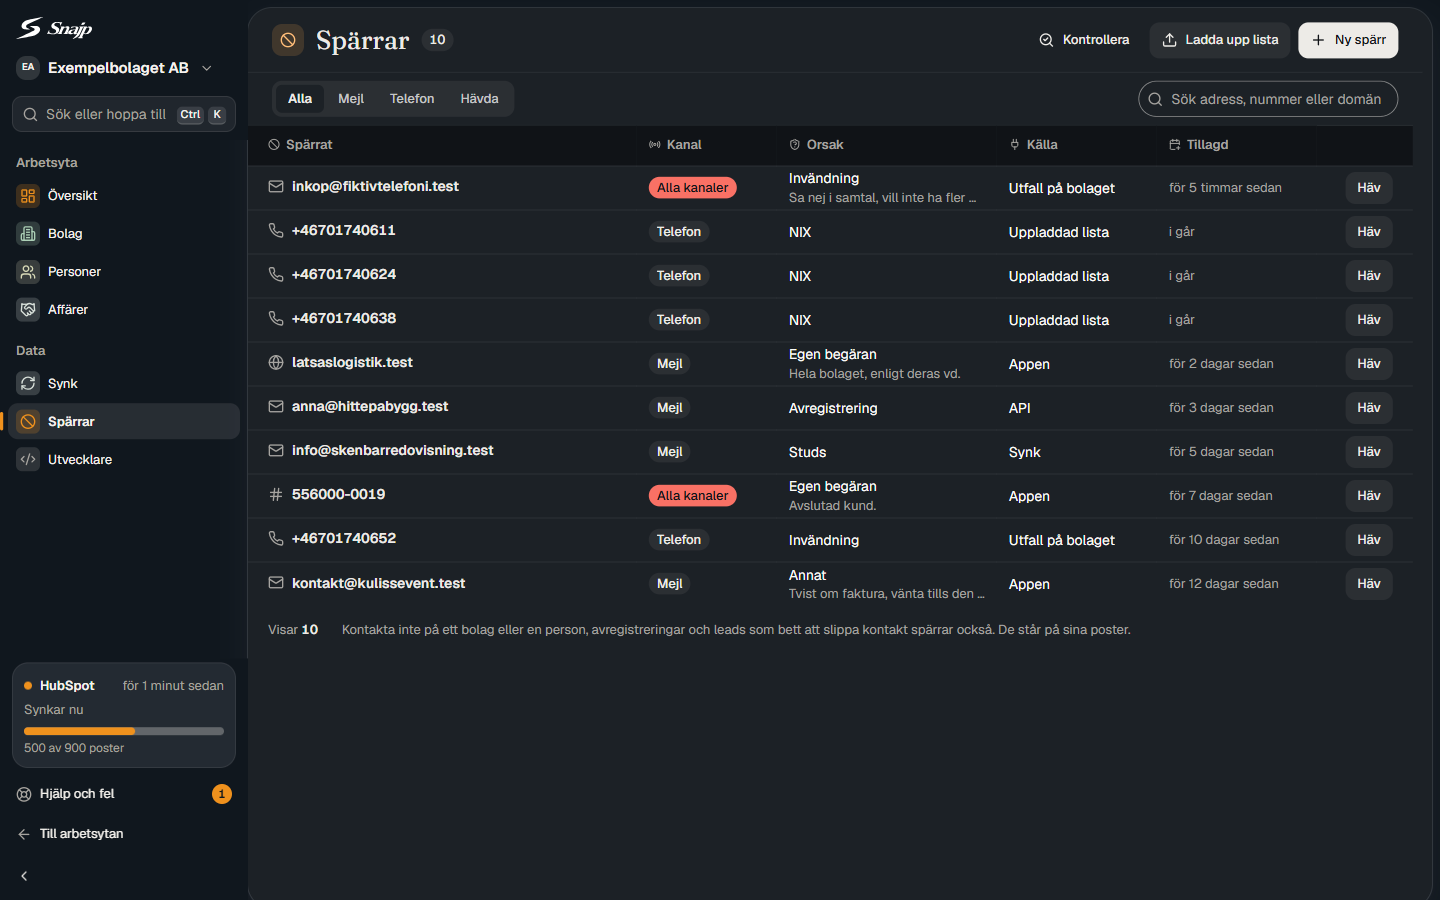 Snajp
EA Exempelbolaget AB
Sök eller hoppa till Ctrl K
Arbetsyta
Översikt
Bolag
Personer
Affärer
Data
Synk
Spärrar
Utvecklare
HubSpot för 1 minut sedan
Synkar nu
500 av 900 poster
Hjälp och fel 1
Till arbetsytan
Spärrar 10
Kontrollera Ladda upp lista Ny spärr
Alla Mejl Telefon Hävda
Sök adress, nummer eller domän
Spärrat Kanal Orsak Källa Tillagd
inkop@fiktivtelefoni.test Alla kanaler Invändning Utfall på bolaget för 5 timmar sedan Häv
Sa nej i samtal, vill inte ha fler ...
+46701740611 Telefon NIX Uppladdad lista i går Häv
+46701740624 Telefon NIX Uppladdad lista i går Häv
+46701740638 Telefon NIX Uppladdad lista i går Häv
latsaslogistik.test Mejl Egen begäran Appen för 2 dagar sedan Häv
Hela bolaget, enligt deras vd.
anna@hittepabygg.test Mejl Avregistrering API för 3 dagar sedan Häv
info@skenbarredovisning.test Mejl Studs Synk för 5 dagar sedan Häv
556000-0019 Alla kanaler Egen begäran Appen för 7 dagar sedan Häv
Avslutad kund.
+46701740652 Telefon Invändning Utfall på bolaget för 10 dagar sedan Häv
kontakt@kulissevent.test Mejl Annat Appen för 12 dagar sedan Häv
Tvist om faktura, vänta tills den ...
Visar 10 Kontakta inte på ett bolag eller en person, avregistreringar och leads som bett att slippa kontakt spärrar också. De står på sina poster.